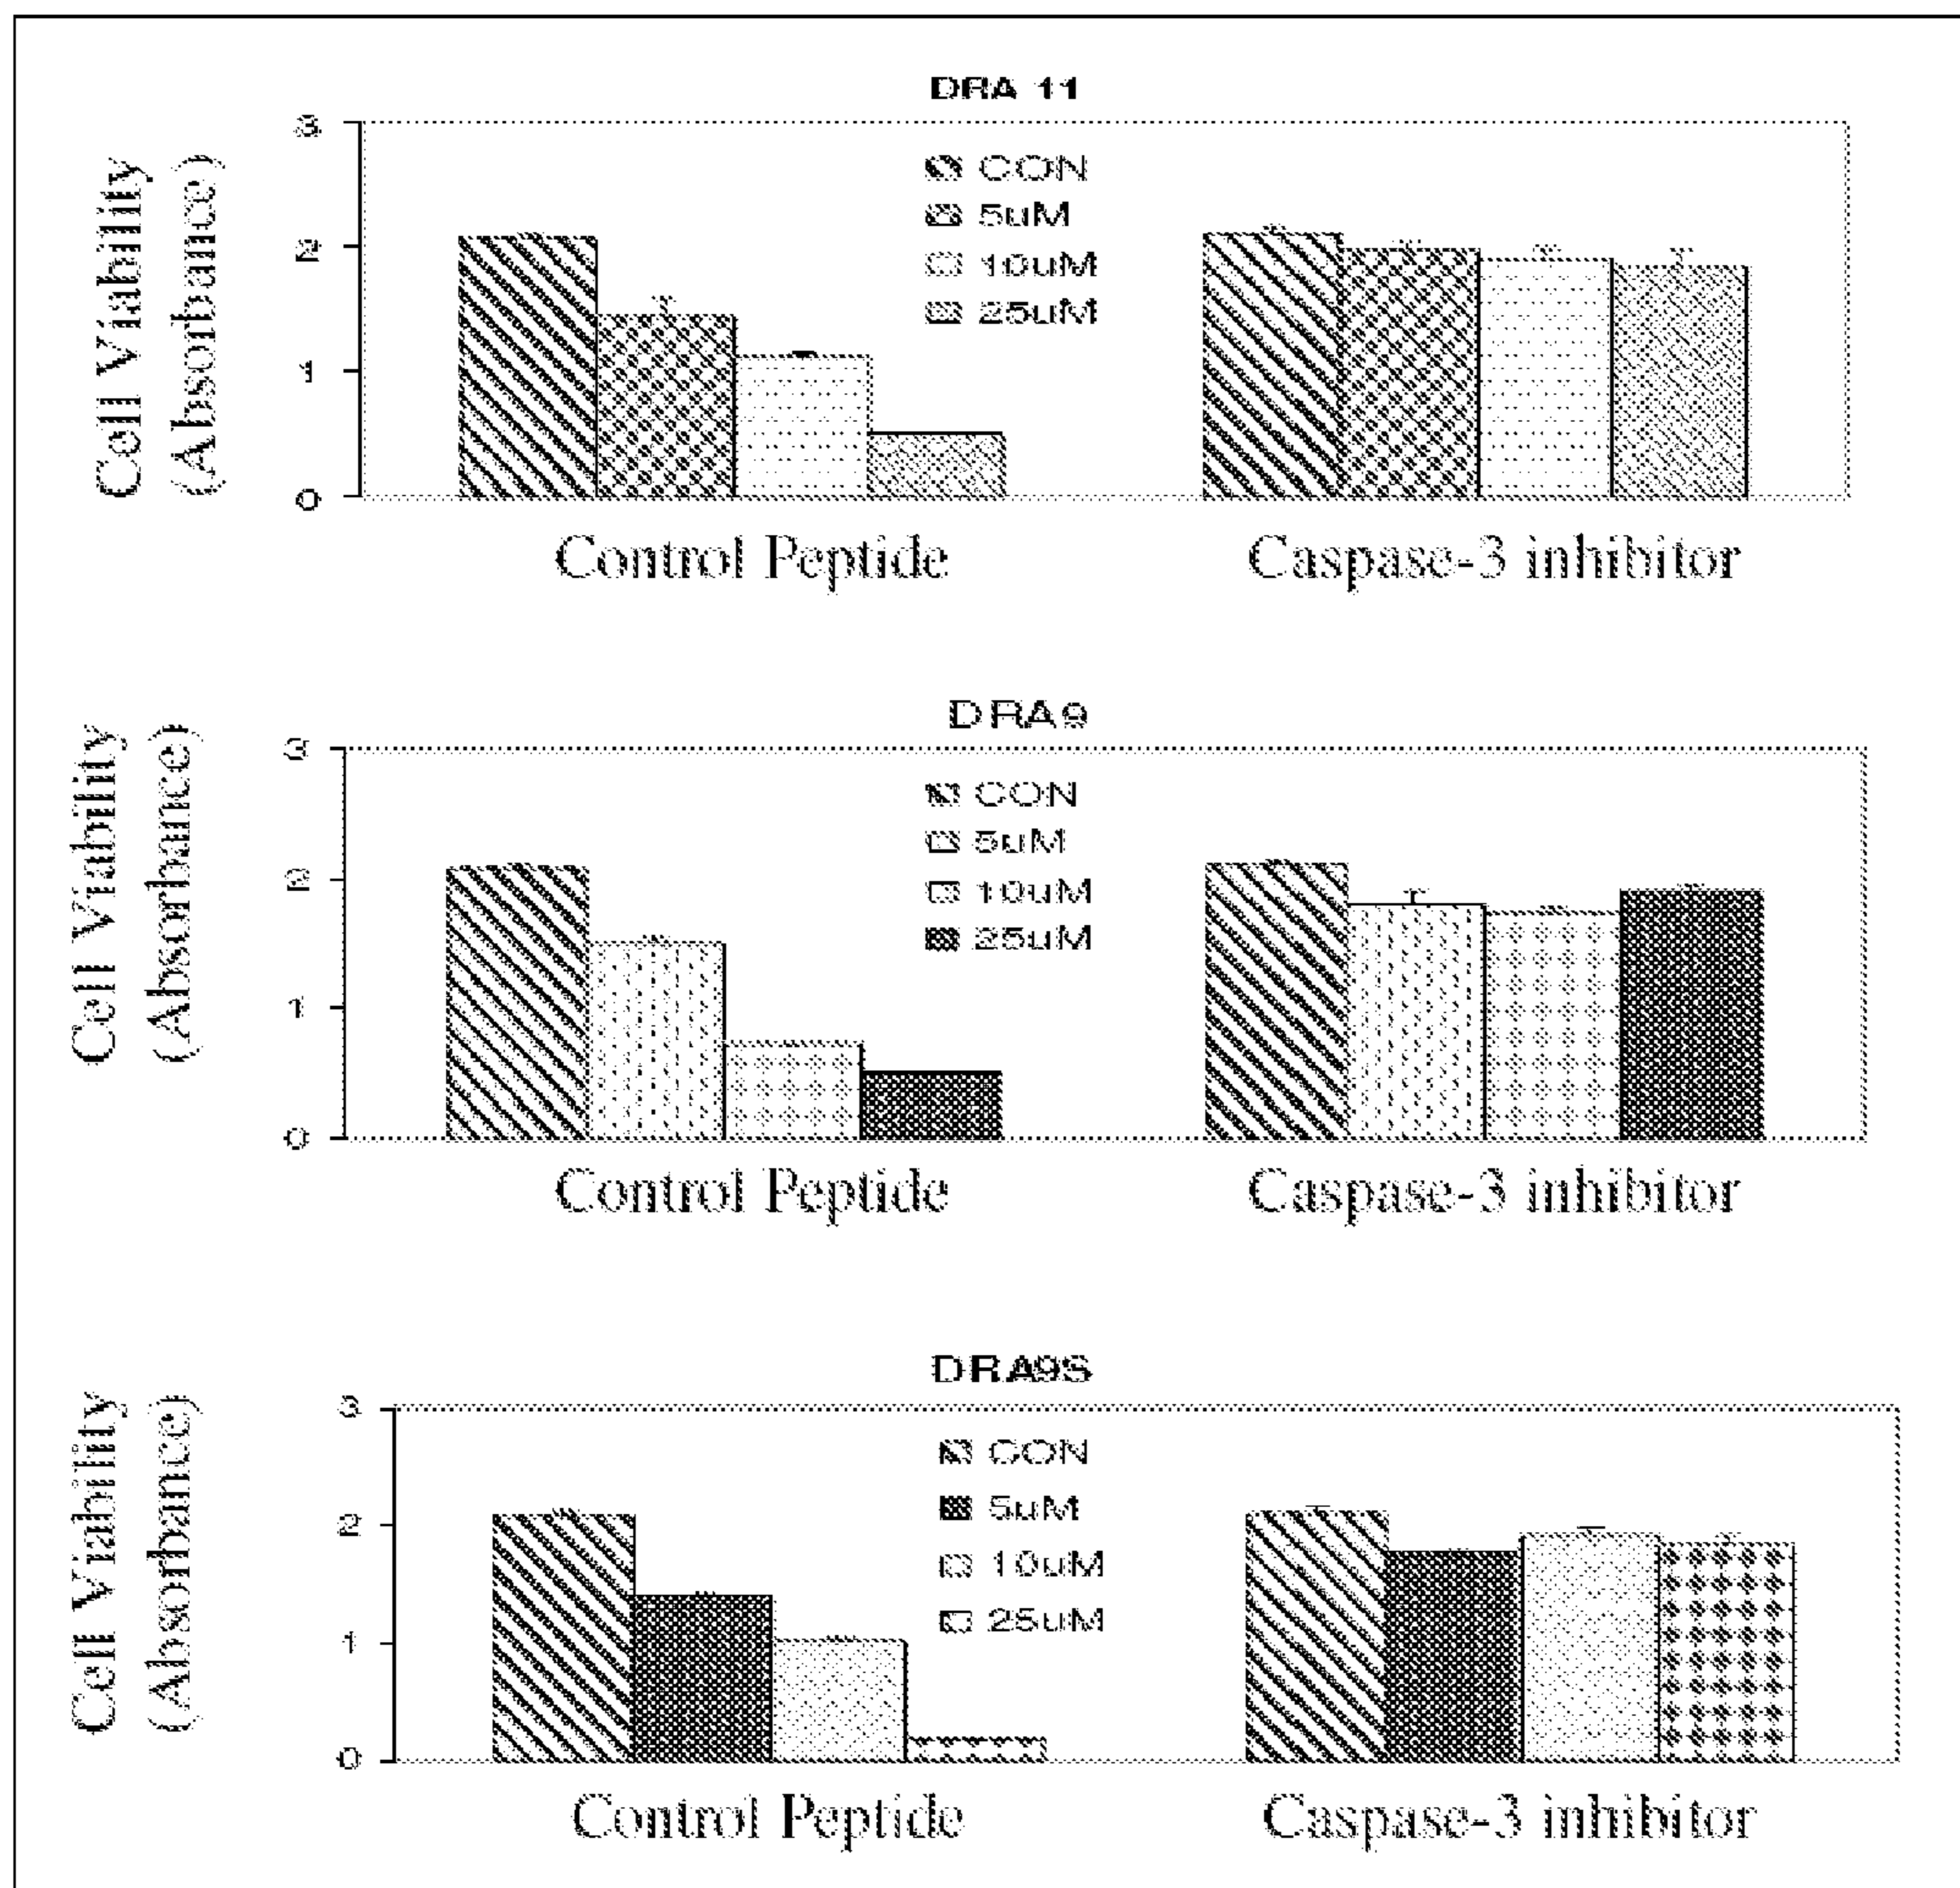 DRA 11
Cell Viability
(Absorbance)
3
2
1
0
CON
5uM
10uM
25uM
Control Peptide
Caspase-3 inhibitor
DRA9
Cell Viability
(Absorbance)
3
2
1
0
CON
5uM
10uM
25uM
Control Peptide
Caspase-3 inhibitor
DRA9S
Cell Viability
(Absorbance)
3
2
1
0
CON
5uM
10uM
25uM
Control Peptide
Caspase-3 inhibitor